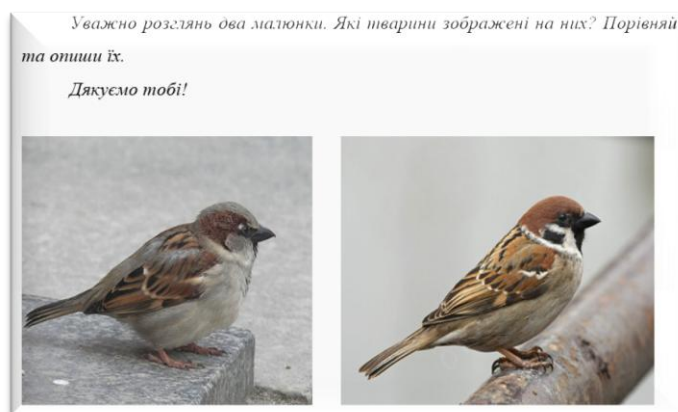 Уважно розглянь два малюнки. Які тварини зображені на них? Порівняй
та опиши їх.
Дякуємо тобі!